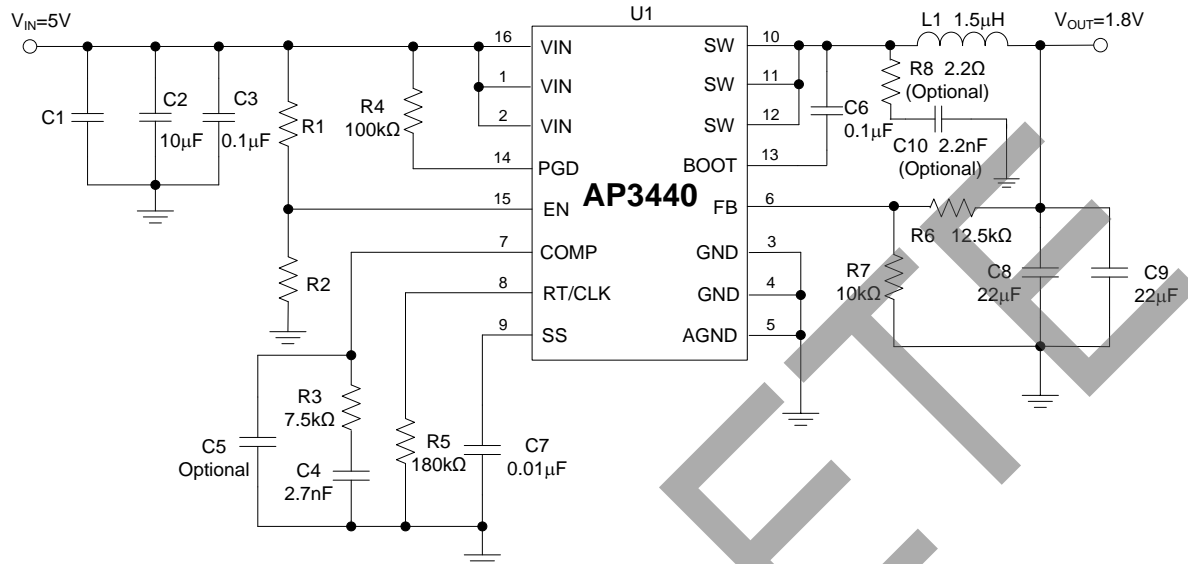 U1
V_IN=5V
L1 1.5μH
V_OUT=1.8V
16 VIN
SW 10
C1
C2
10μF
C3
0.1μF
R1
R4
100kΩ
1 VIN
SW 11
R8 2.2Ω
(Optional)
2 VIN
SW 12
C6
0.1μF
C10 2.2nF
(Optional)
14 PGD
BOOT 13
AP3440
15 EN
FB 6
R6 12.5kΩ
7 COMP
GND 3
R2
R7
10kΩ
C8
22μF
C9
22μF
8 RT/CLK
GND 4
9 SS
AGND 5
R3
7.5kΩ
C5
Optional
C4
2.7nF
R5
180kΩ
C7
0.01μF